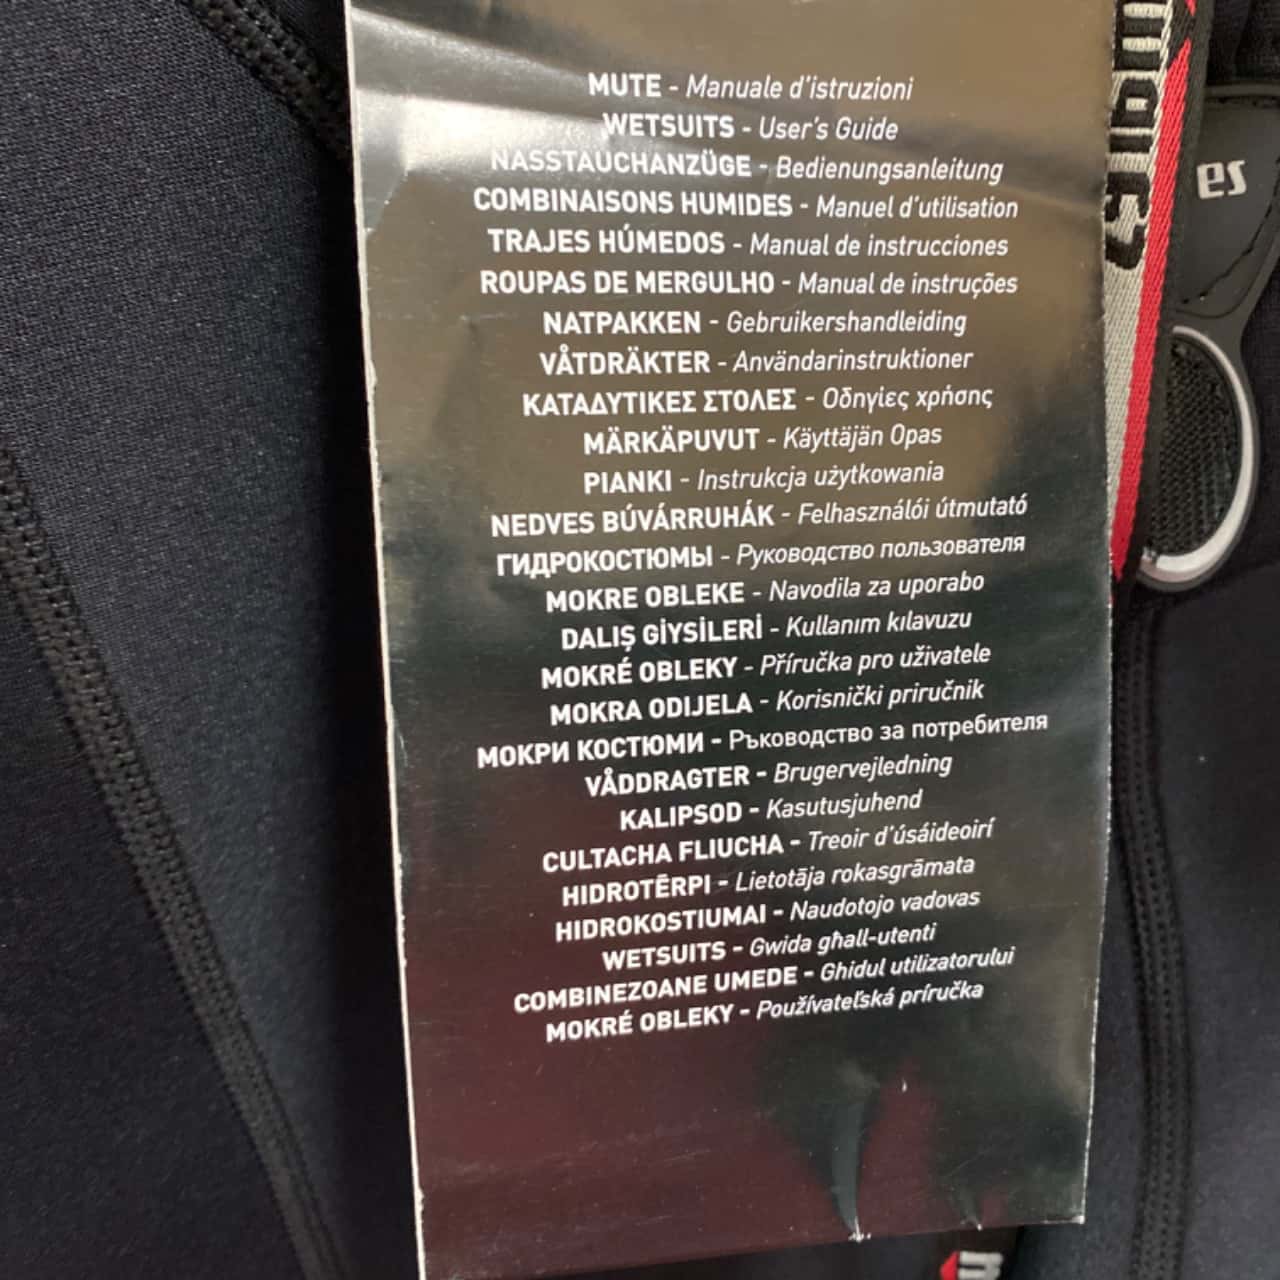 MUTE - Manuale d'istruzioni
WETSUITS - User's Guide
NASSTAUCHANZÜGE - Bedienungsanleitung
COMBINAISONS HUMIDES - Manuel d'utilisation
TRAJES HÚMEDOS - Manual de instrucciones
ROUPAS DE MERGULHO - Manual de instruções
NATPAKKEN - Gebruikershandleiding
VÅTDRÄKTER - Användarinstruktioner
ΚΑΤΑΔΥΤΙΚΕΣ ΣΤΟΛΕΣ - Οδηγίες χρήσης
MÄRKÄPUVUT - Käyttäjän Opas
PIANKI - Instrukcja użytkowania
NEDVES BÚVÁRRUHÁK - Felhasználói útmutató
ГИДРОКОСТЮМЫ - Руководство пользователя
MOKRE OBLEKE - Navodila za uporabo
DALIŞ GİYSİLERİ - Kullanım kılavuzu
MOKRÉ OBLEKY - Příručka pro uživatele
MOKRA ODIJELA - Korisnički priručnik
МОКРИ КОСТЮМИ - Ръководство за потребителя
VÅDDRAGTER - Brugervejledning
KALIPSOD - Kasutusjuhend
CULTACHA FLIUCHA - Treoir d'úsáideoirí
HIDROTĒRPI - Lietotāja rokasgrāmata
HIDROKOSTIUMAI - Naudotojo vadovas
WETSUITS - Gwida għall-utenti
COMBINEZOANE UMEDE - Ghidul utilizatorului
MOKRÉ OBLEKY - Používateľská príručka